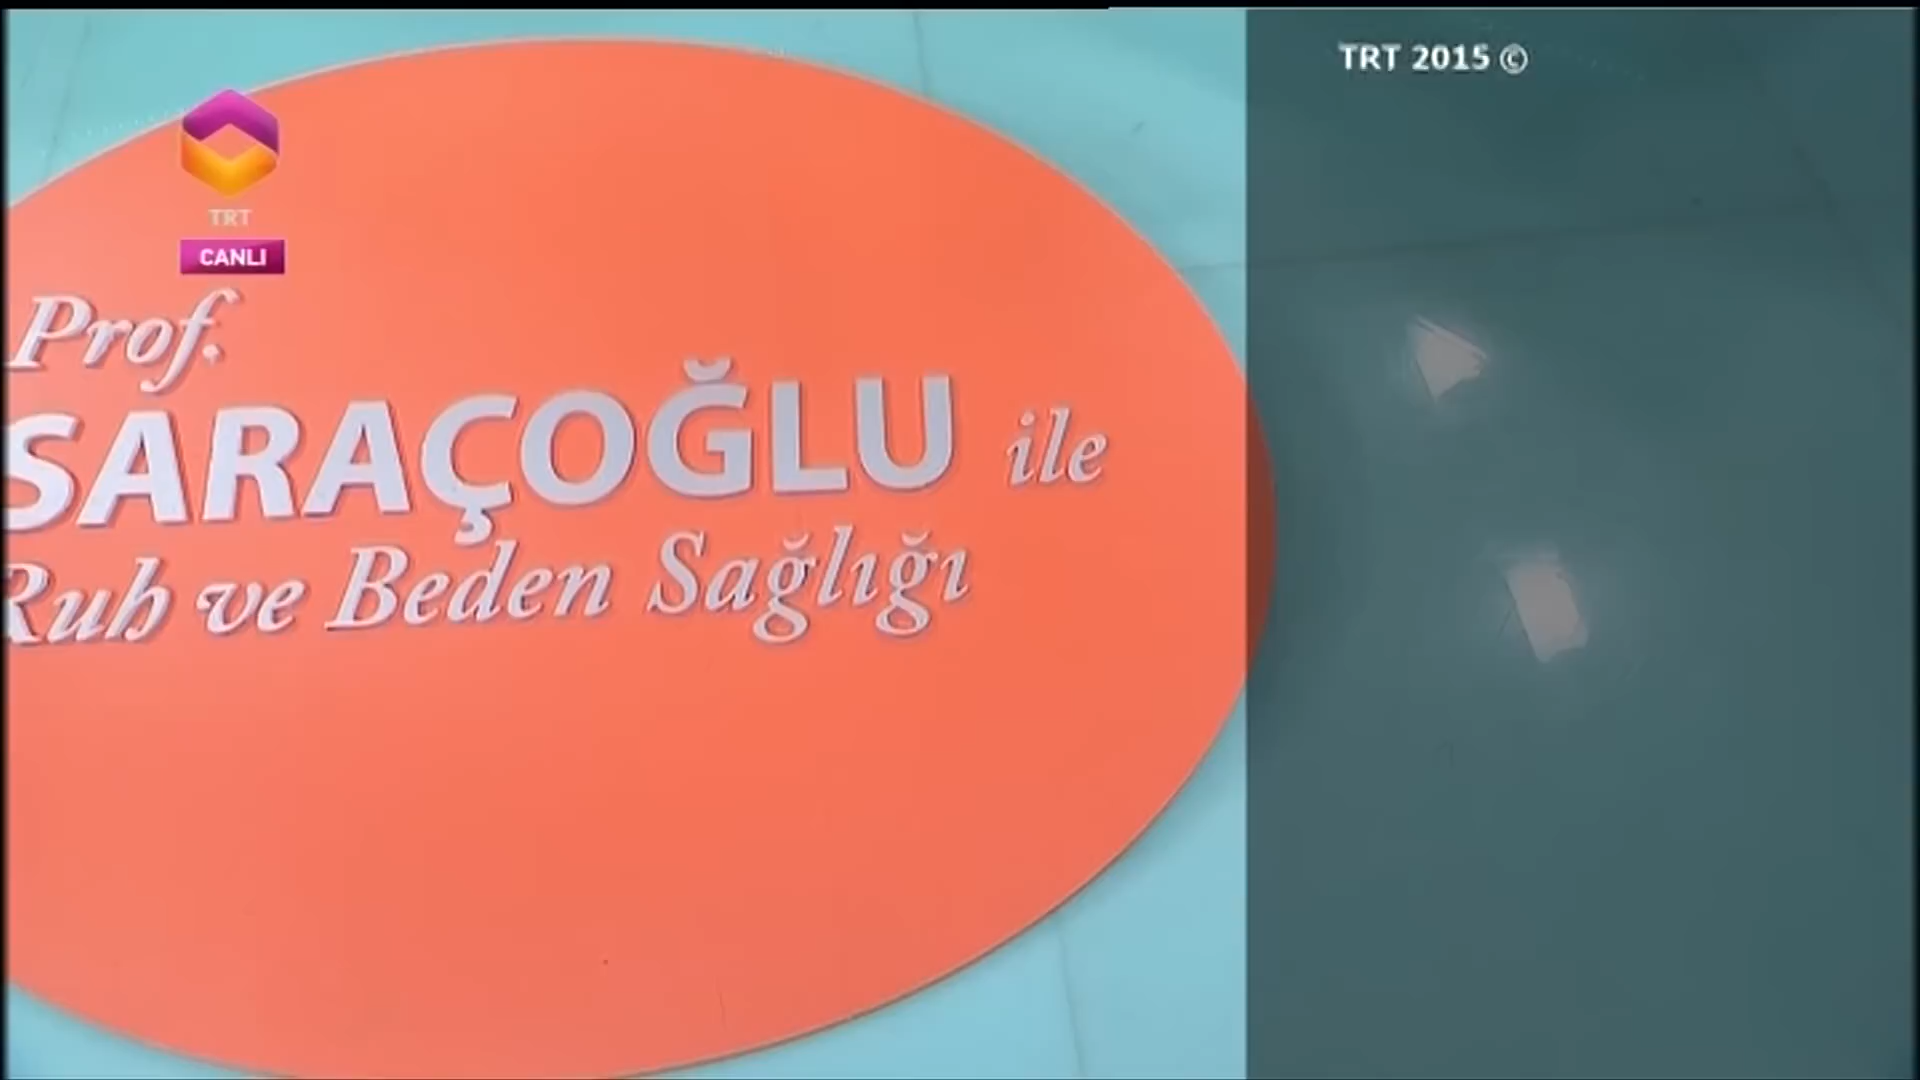 TRT 2015 ©
TRT
CANLI
Prof.
SARAÇOĞLU ile
Ruh ve Beden Sağlığı